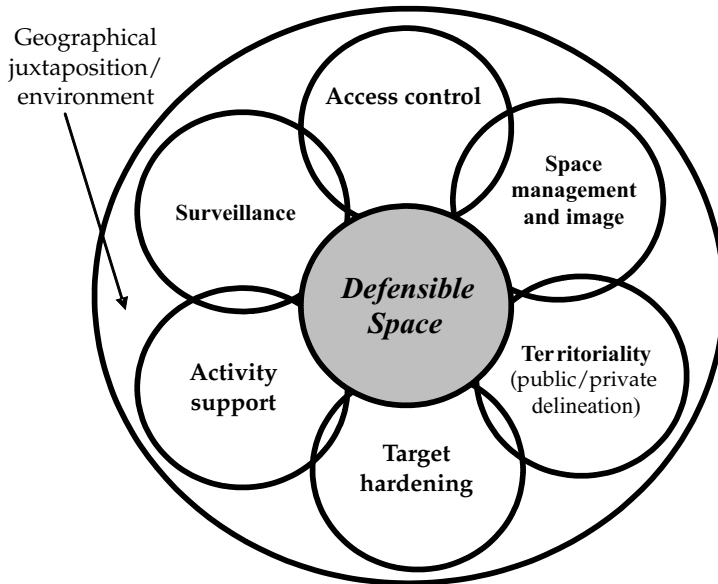 Geographical
juxtaposition/
environment
Access control
Space
management
and image
Surveillance
Defensible
Space
Territoriality
(public/private
delineation)
Activity
support
Target
hardening